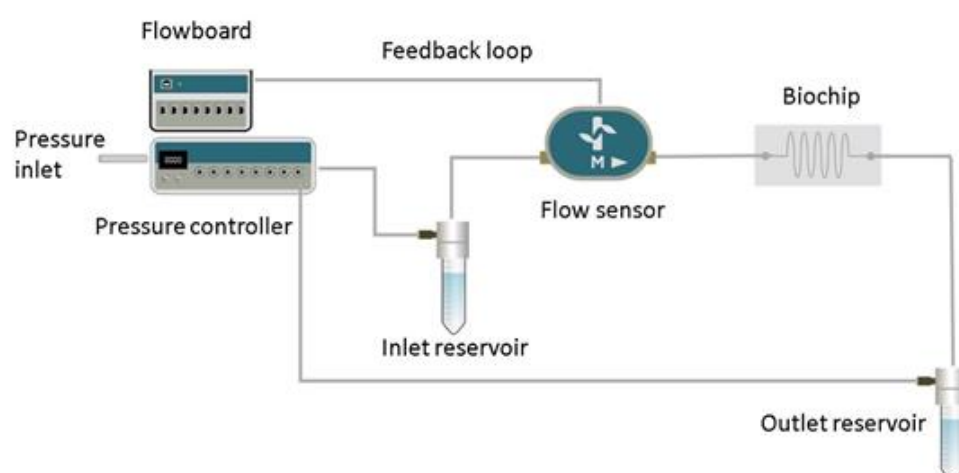 Flowboard
Feedback loop
Biochip
Pressure
inlet
Flow sensor
Pressure controller
M
Inlet reservoir
Outlet reservoir